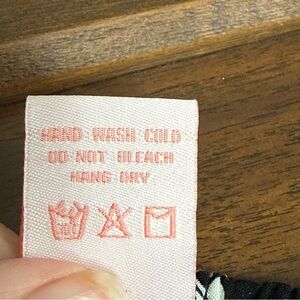 HAND WASH COLD
DO NOT BLEACH
HANG DRY